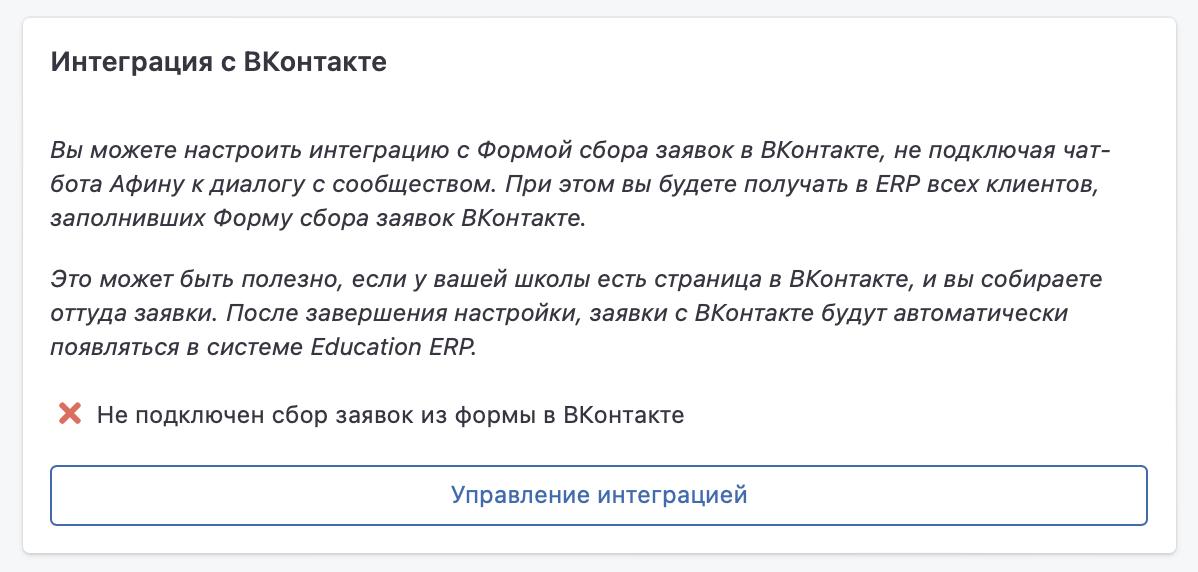 Интеграция с ВКонтакте
Вы можете настроить интеграцию с Формой сбора заявок в ВКонтакте, не подключая чат-
бота Афину к диалогу с сообществом. При этом вы будете получать в ERP всех клиентов,
заполнивших Форму сбора заявок ВКонтакте.
Это может быть полезно, если у вашей школы есть страница в ВКонтакте, и вы собираете
оттуда заявки. После завершения настройки, заявки с ВКонтакте будут автоматически
появляться в системе Education ERP.
Не подключен сбор заявок из формы в ВКонтакте
Управление интеграцией